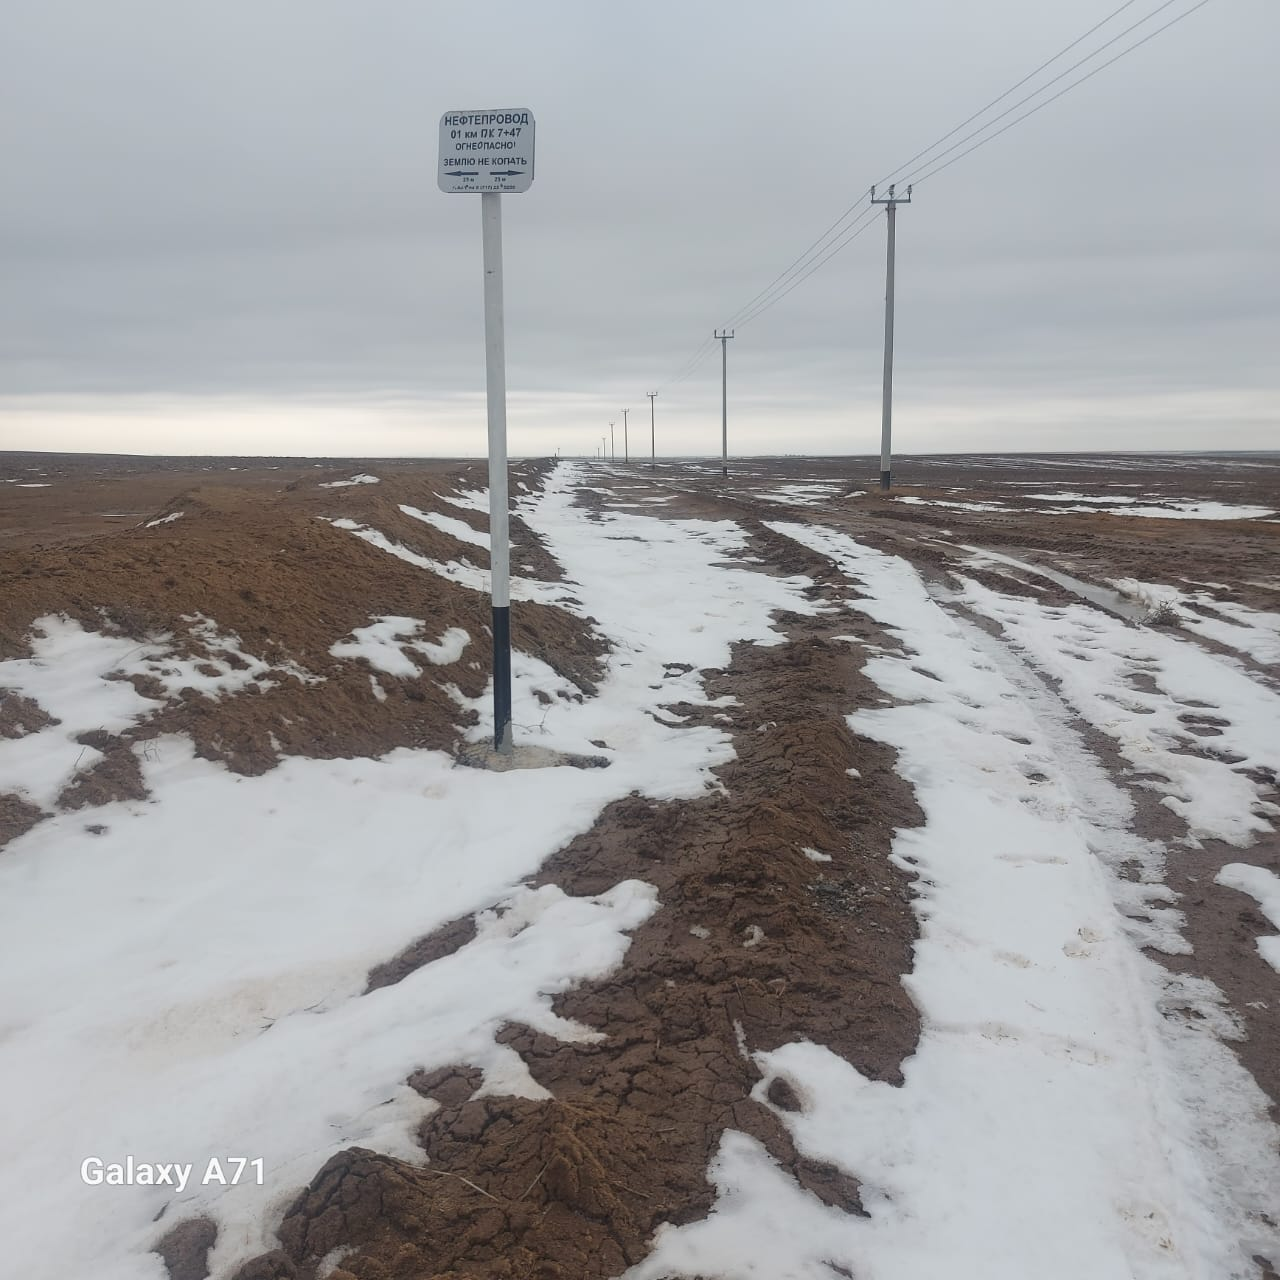 НЕФТЕПРОВОД
01 км ПК 7+47
ОГНЕОПАСНО!
ЗЕМЛЮ НЕ КОПАТЬ
25 м 25 м
Galaxy A71